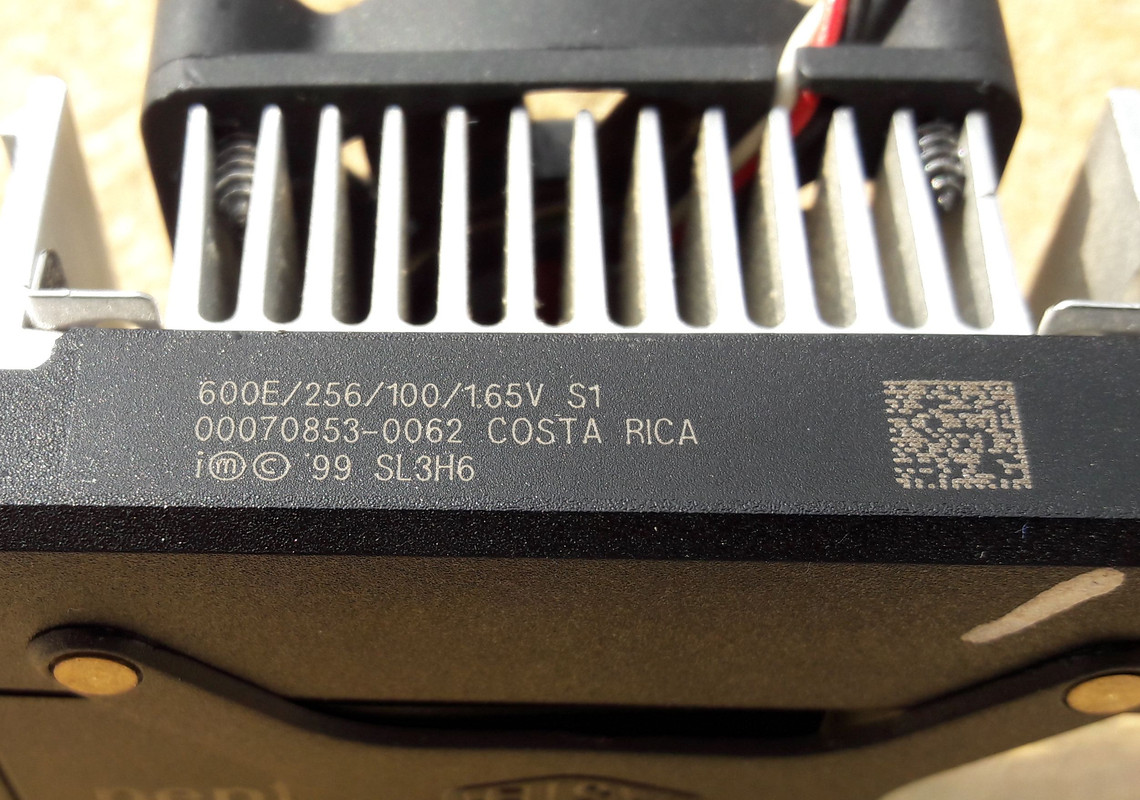 600E/256/100/1.65V S1
00070853-0062 COSTA RICA
i ⓜ © '99 SL3H6